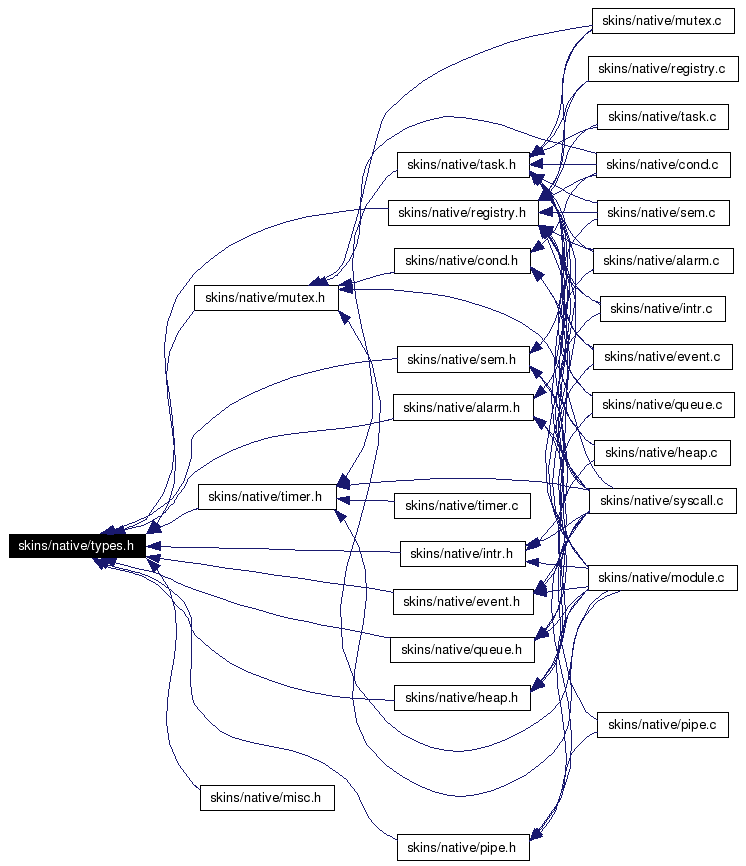 skins/native/mutex.c
skins/native/registry.c
skins/native/task.c
skins/native/task.h
skins/native/cond.c
skins/native/registry.h
skins/native/sem.c
skins/native/cond.h
skins/native/alarm.c
skins/native/mutex.h
skins/native/intr.c
skins/native/sem.h
skins/native/event.c
skins/native/alarm.h
skins/native/queue.c
skins/native/heap.c
skins/native/timer.h
skins/native/timer.c
skins/native/syscall.c
skins/native/types.h
skins/native/intr.h
skins/native/module.c
skins/native/event.h
skins/native/queue.h
skins/native/heap.h
skins/native/pipe.c
skins/native/misc.h
skins/native/pipe.h